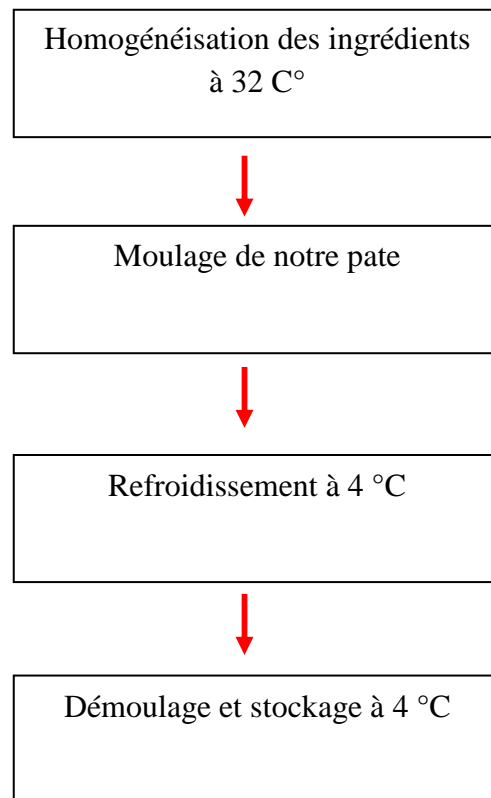 Homogénéisation des ingrédients
à 32 C°
Moulage de notre pate
Refroidissement à 4 °C
Démoulage et stockage à 4 °C